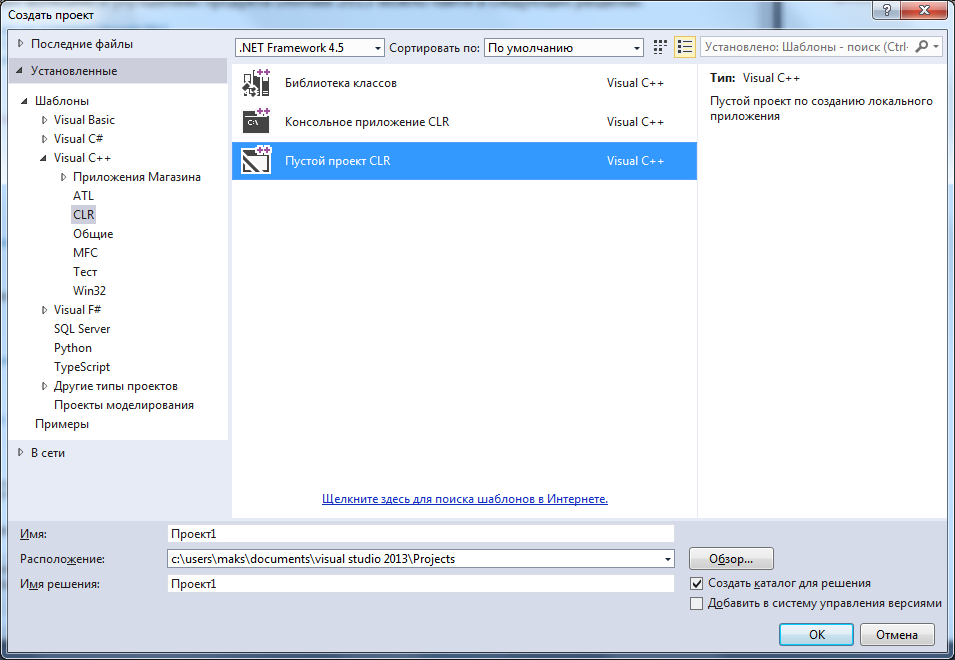 Создать проект
Последние файлы
.NET Framework 4.5
Сортировать по:
По умолчанию
Установлено: Шаблоны - поиск (Ctrl-
Установленные
Шаблоны
Visual Basic
Visual C#
Visual C++
Приложения Магазина
ATL
CLR
Общие
MFC
Тест
Win32
Visual F#
SQL Server
Python
TypeScript
Другие типы проектов
Проекты моделирования
Примеры
В сети
Библиотека классов Visual C++
Консольное приложение CLR Visual C++
Пустой проект CLR Visual C++
Щелкните здесь для поиска шаблонов в Интернете.
Тип: Visual C++
Пустой проект по созданию локального
приложения
Имя: Проект1
Расположение: c:\users\maks\documents\visual studio 2013\Projects
Обзор...
Имя решения: Проект1
Создать каталог для решения
Добавить в систему управления версиями
OK
Отмена